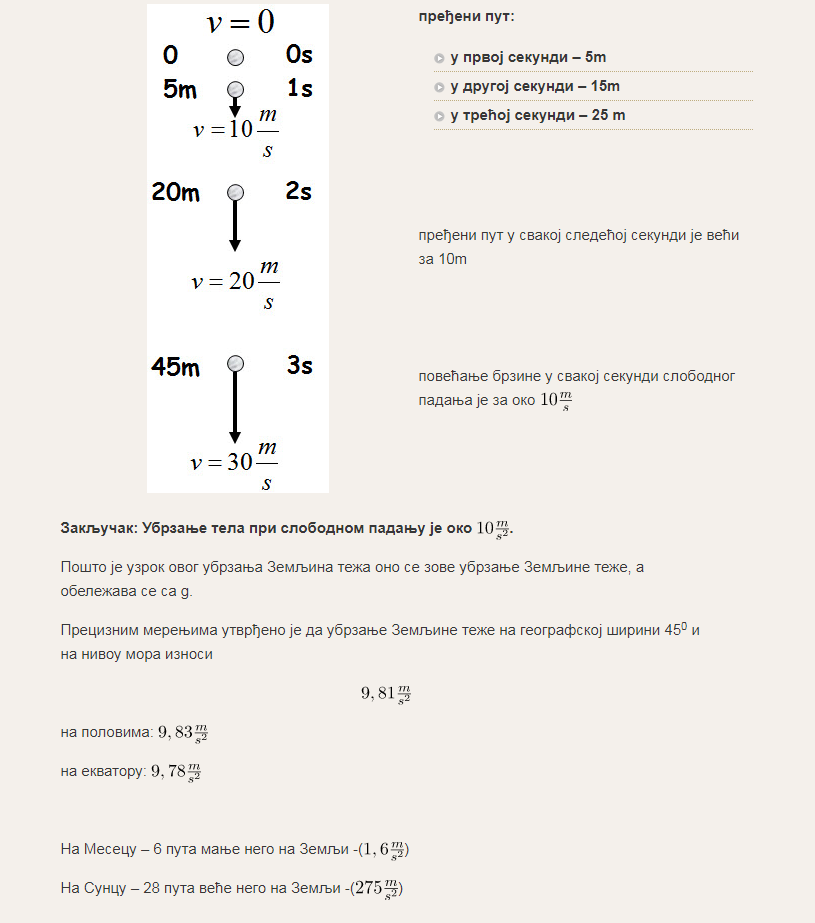 v = 0
0 0s
5m 1s
v = 10 m/s
20m 2s
v = 20 m/s
45m 3s
v = 30 m/s
пређени пут:
у првој секунди – 5m
у другој секунди – 15m
у трећој секунди – 25 m
пређени пут у свакој следећој секунди је већи
за 10m
повећање брзине у свакој секунди слободног
падања је за око 10 m/s
Закључак: Убрзање тела при слободном падању је око 10 m/s².
Пошто је узрок овог убрзања Земљина тежа оно се зове убрзање Земљине теже, а
обележава се са g.
Прецизним мерењима утврђено је да убрзање Земљине теже на географској ширини 45⁰ и
на нивоу мора износи
9,81 m/s²
на половима: 9,83 m/s²
на екватору: 9,78 m/s²
На Месецу – 6 пута мање него на Земљи -(1,6 m/s²)
На Сунцу – 28 пута веће него на Земљи -(275 m/s²)